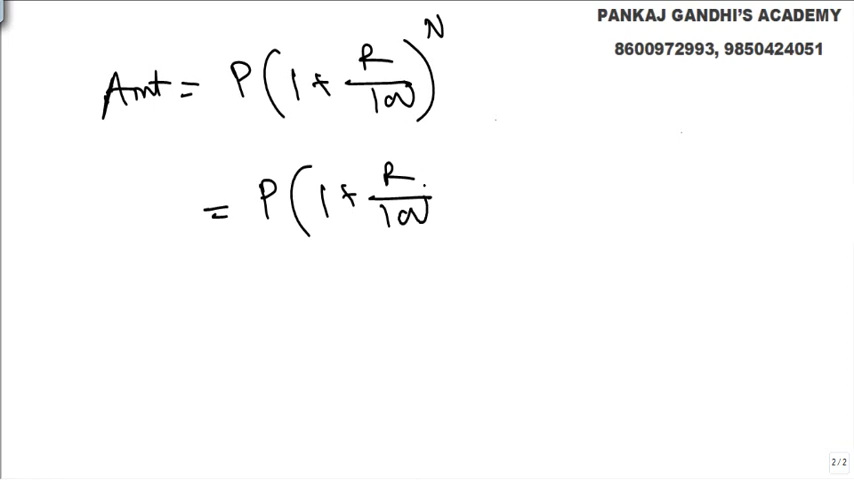 PANKAJ GANDHI'S ACADEMY
8600972993, 9850424051
Amt = P(1+R/100)^N
= P(1+R/100
2/2